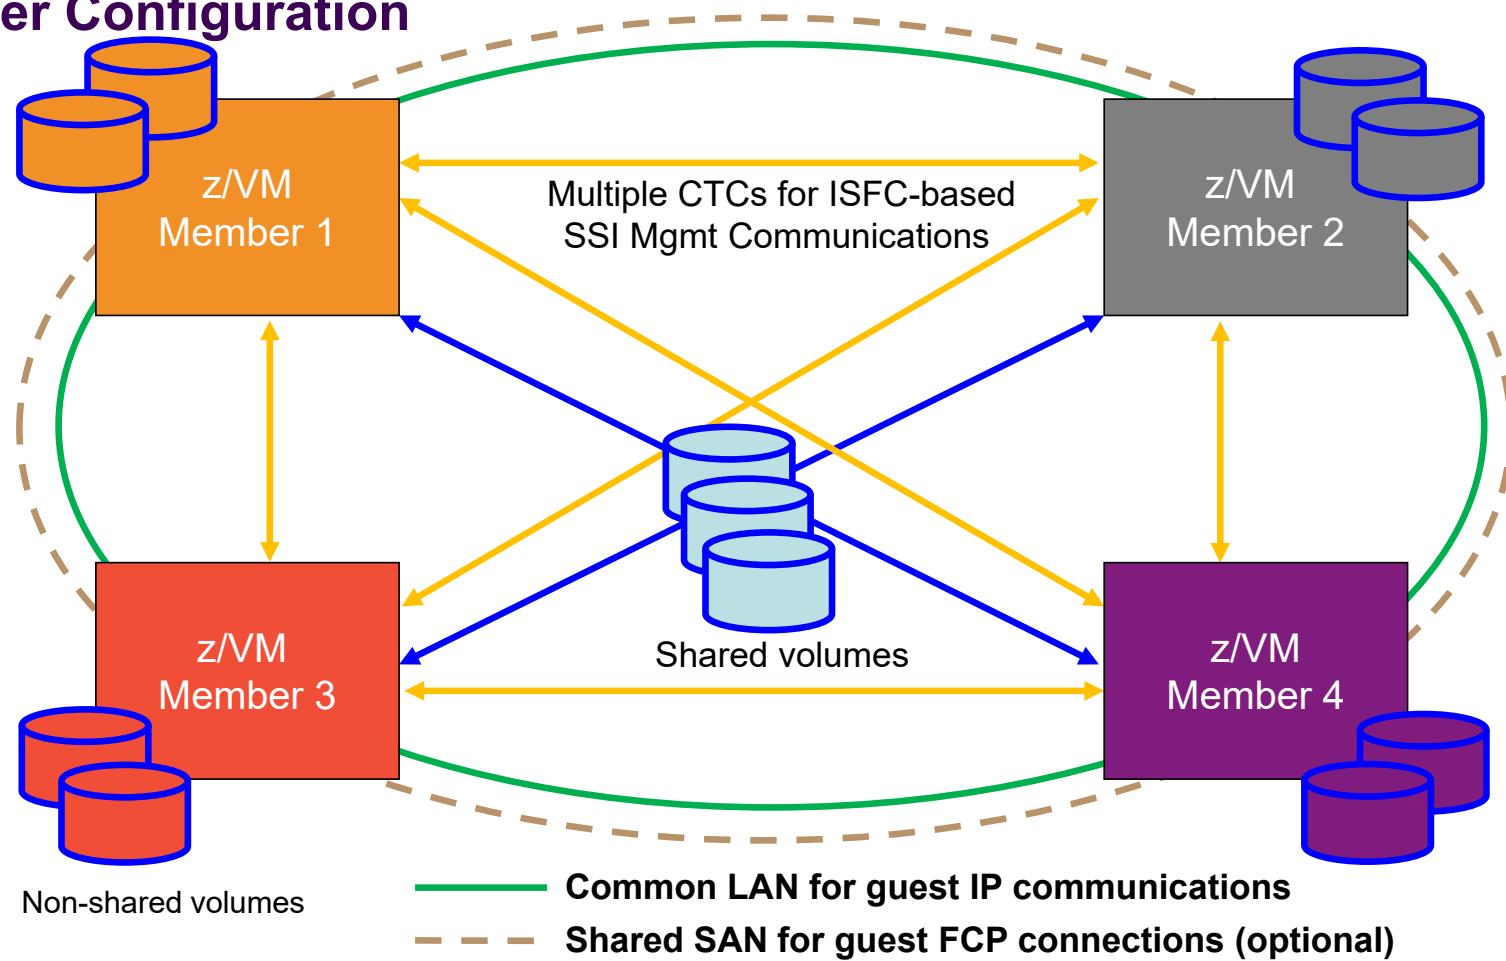 er Configuration
z/VM
Member 1
Multiple CTCs for ISFC-based
SSI Mgmt Communications
z/VM
Member 2
z/VM
Member 3
Shared volumes
z/VM
Member 4
Non-shared volumes
Common LAN for guest IP communications
Shared SAN for guest FCP connections (optional)